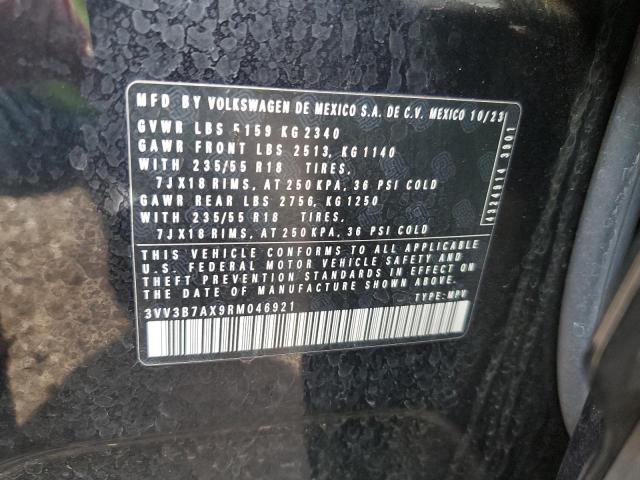 MFD BY VOLKSWAGEN DE MEXICO S.A. DE C.V. MEXICO 10/23
GVWR LBS 5159 KG 2340
GAWR FRONT LBS 2513, KG 1140
WITH 235/55 R18 TIRES.
7JX18 RIMS, AT 250 KPA, 36 PSI COLD
GAWR REAR LBS 2756, KG 1250
WITH 235/55 R18 TIRES.
7JX18 RIMS, AT 250 KPA, 36 PSI COLD
THIS VEHICLE CONFORMS TO ALL APPLICABLE
U.S. FEDERAL MOTOR VEHICLE SAFETY AND
THEFT PREVENTION STANDARDS IN EFFECT ON
THE DATE OF MANUFACTURE SHOWN ABOVE.
3VV3B7AX9RM046921 TYPE: MPV
4324914 3901